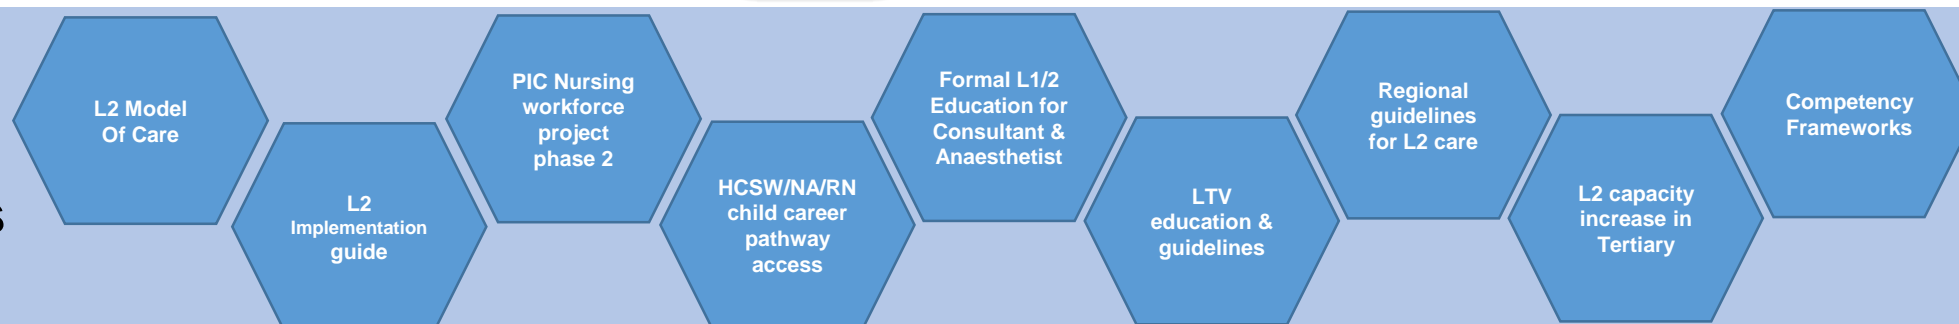 s
L2 Model
Of Care
L2
Implementation
guide
PIC Nursing
workforce
project
phase 2
HCSW/NA/RN
child career
pathway
access
Formal L1/2
Education for
Consultant &
Anaesthetist
LTV
education &
guidelines
Regional
guidelines
for L2 care
L2 capacity
increase in
Tertiary
Competency
Frameworks